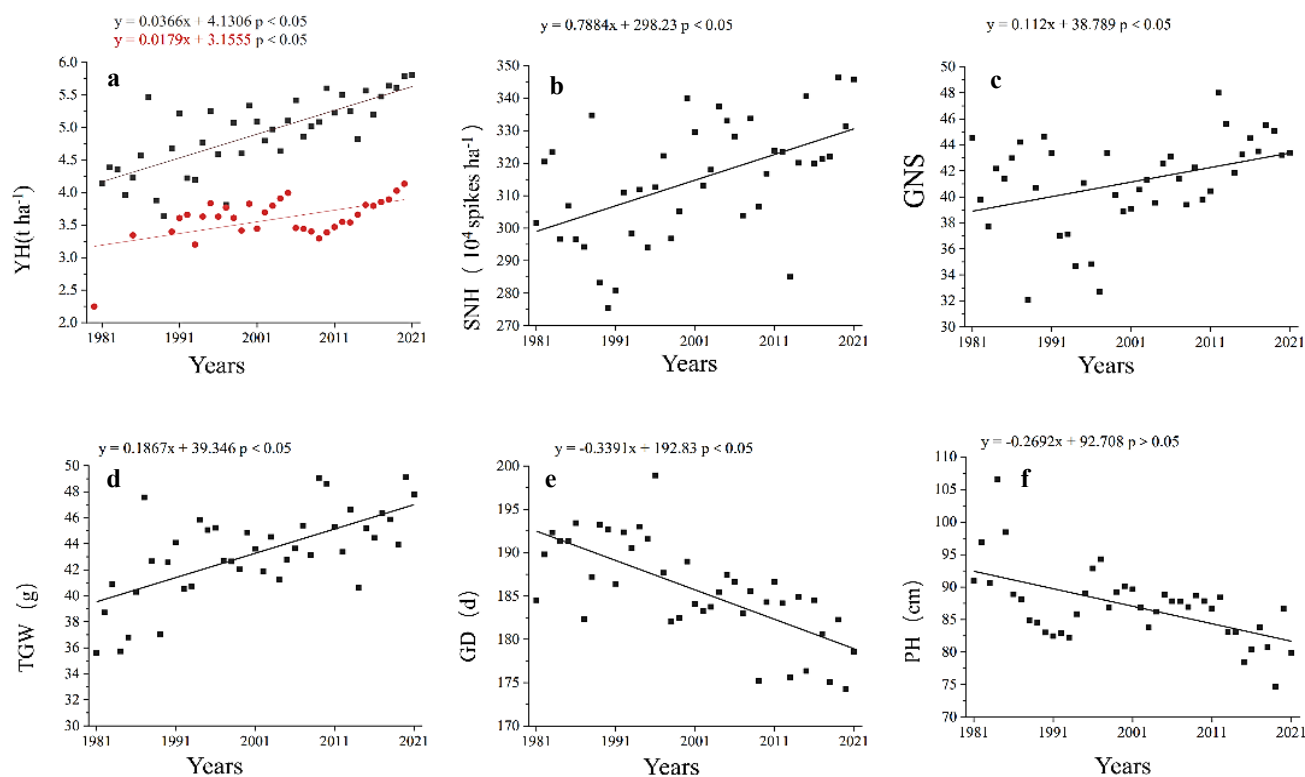 y = 0.0366x + 4.1306 p < 0.05
y = 0.0179x + 3.1555 p < 0.05
a
6.0
5.5
5.0
4.5
4.0
3.5
3.0
2.5
2.0
YH(t ha⁻¹)
1981 1991 2001 2011 2021
Years
y = 0.7884x + 298.23 p < 0.05
b
350
340
330
320
310
300
290
280
270
SNH ( 10⁴ spikes ha⁻¹)
1981 1991 2001 2011 2021
Years
y = 0.112x + 38.789 p < 0.05
c
50
48
46
44
42
40
38
36
34
32
30
GNS
1981 1991 2001 2011 2021
Years
y = 0.1867x + 39.346 p < 0.05
d
50
48
46
44
42
40
38
36
34
32
30
TGW (g)
1981 1991 2001 2011 2021
Years
y = -0.3391x + 192.83 p < 0.05
e
200
195
190
185
180
175
170
GD (d)
1981 1991 2001 2011 2021
Years
y = -0.2692x + 92.708 p > 0.05
f
110
105
100
95
90
85
80
75
70
PH (cm)
1981 1991 2001 2011 2021
Years